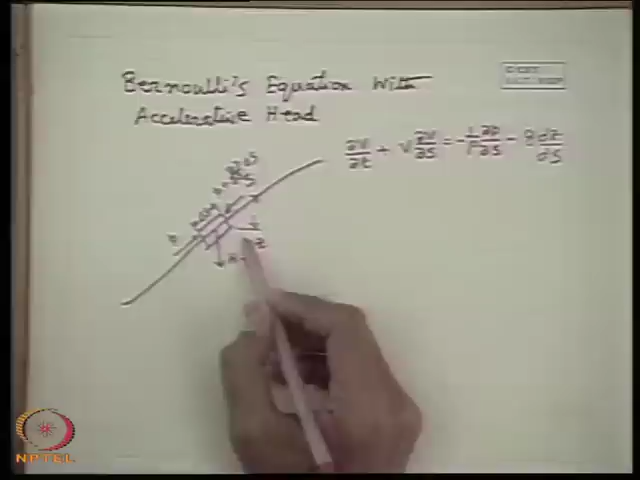 Bernoulli's Equation With
Accelerative Head
∂V/∂t + V ∂V/∂s = -1/ρ ∂p/∂s - g dz/ds
NPTEL